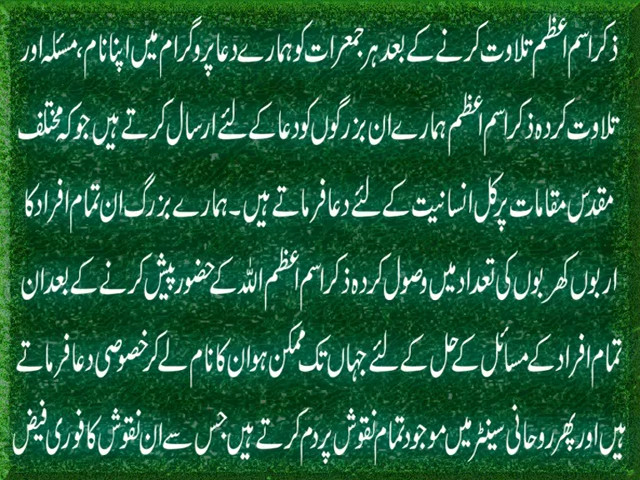 ذکر اسم اعظم تلاوت کرنے کے بعد ہر جمعرات کو ہمارے دعا پروگرام میں اپنا نام، مسئلہ اور
تلاوت کردہ ذکر اسم اعظم ہمارے ان بزرگوں کو دعا کے لئے ارسال کرتے ہیں جو کہ مختلف
مقدس مقامات پر کل انسانیت کے لئے دعا فرماتے ہیں۔ ہمارے بزرگ ان تمام افراد کا
اربوں کھربوں کی تعداد میں وصول کردہ ذکر اسم اعظم اللہ کے حضور پیش کرنے کے بعد ان
تمام افراد کے مسائل کے حل کے لئے جہاں تک ممکن ہو ان کا نام لے کر خصوصی دعا فرماتے
ہیں اور پھر روحانی سینٹر میں موجود تمام نقوش پر دم کرتے ہیں جس سے ان نقوش کا فوری فیض